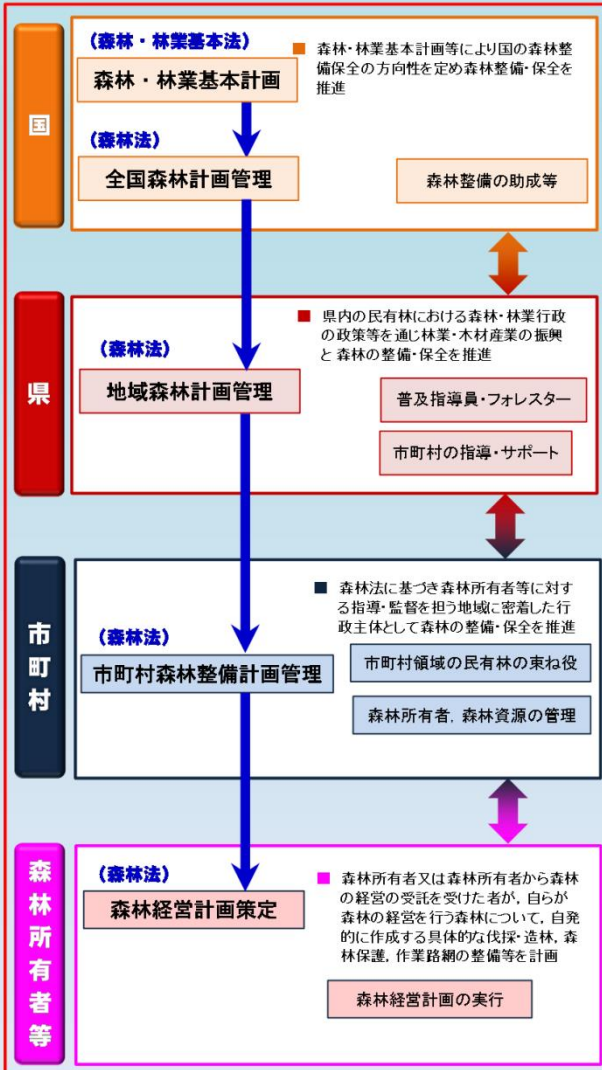 国
(森林・林業基本法)
森林・林業基本計画
(森林法)
全国森林計画管理
■ 森林・林業基本計画等により国の森林整
備保全の方向性を定め森林整備・保全を
推進
森林整備の助成等
県
(森林法)
地域森林計画管理
■ 県内の民有林における森林・林業行政
の政策等を通じ林業・木材産業の振興
と森林の整備・保全を推進
普及指導員・フォレスター
市町村の指導・サポート
市町村
(森林法)
市町村森林整備計画管理
■ 森林法に基づき森林所有者等に対す
る指導・監督を担う地域に密着した行
政主体として森林の整備・保全を推進
市町村領域の民有林の束ね役
森林所有者，森林資源の管理
森林所有者等
(森林法)
森林経営計画策定
■ 森林所有者又は森林所有者から森林
の経営の受託を受けた者が，自らが
森林の経営を行う森林について，自発
的に作成する具体的な伐採・造林，森
林保護，作業路網の整備等を計画
森林経営計画の実行